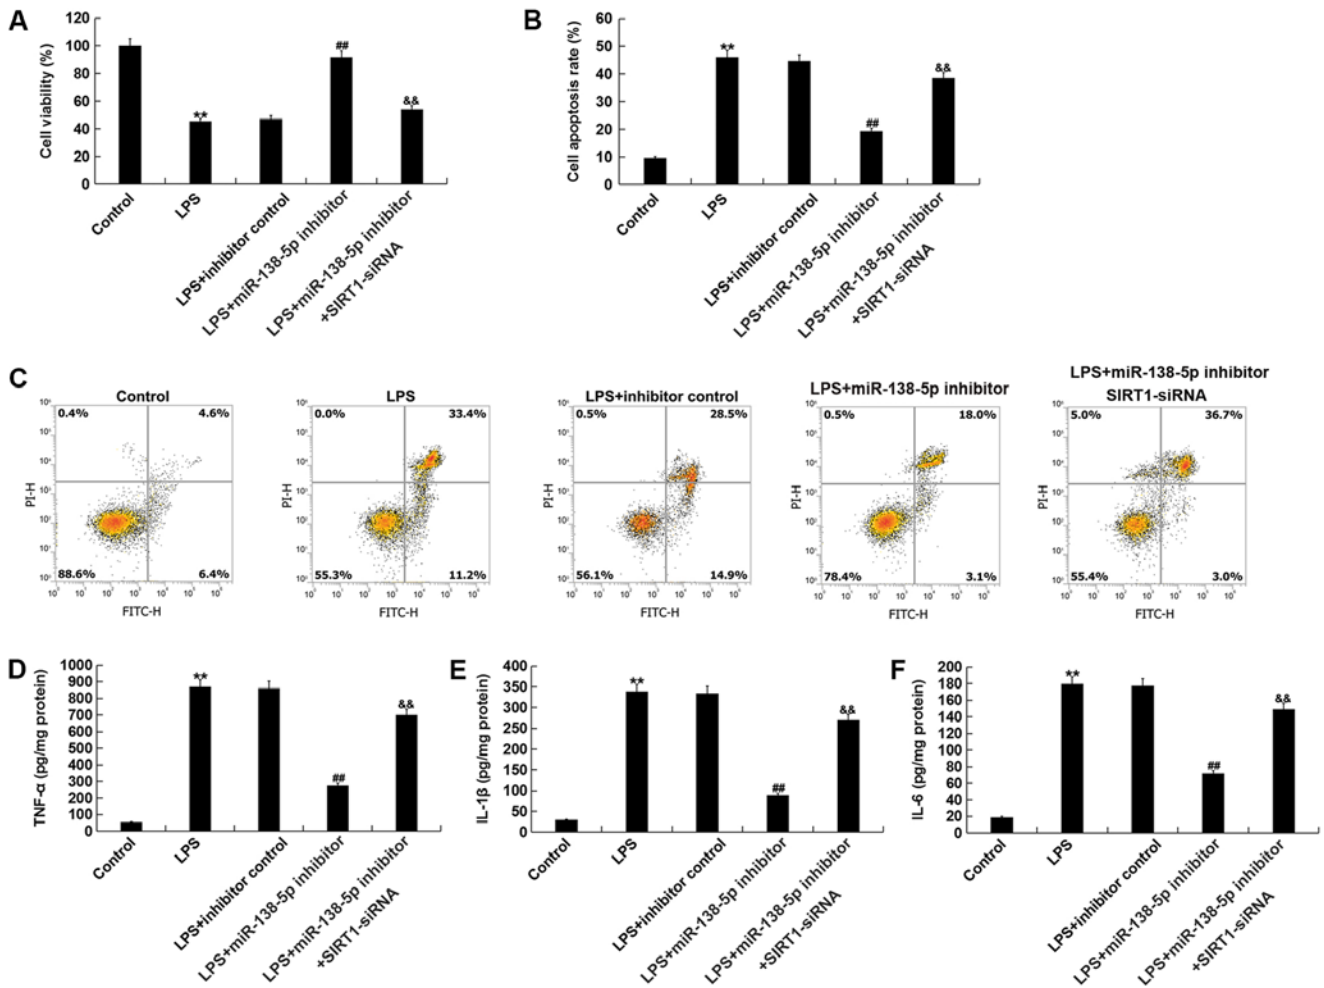 A
Cell viability (%)
120
100
80
60
40
20
0
**
##
&&
Control
LPS
LPS+inhibitor control
LPS+miR-138-5p inhibitor
LPS+miR-138-5p inhibitor
+SIRT1-siRNA
B
Cell apoptosis rate (%)
60
50
40
30
20
10
0
**
##
&&
Control
LPS
LPS+inhibitor control
LPS+miR-138-5p inhibitor
LPS+miR-138-5p inhibitor
+SIRT1-siRNA
C
Control
0.4% 4.6%
88.6% 6.4%
PI-H
FITC-H
LPS
0.0% 33.4%
55.3% 11.2%
PI-H
FITC-H
LPS+inhibitor control
0.5% 28.5%
56.1% 14.9%
PI-H
FITC-H
LPS+miR-138-5p inhibitor
0.5% 18.0%
78.4% 3.1%
PI-H
FITC-H
LPS+miR-138-5p inhibitor
SIRT1-siRNA
5.0% 36.7%
55.4% 3.0%
PI-H
FITC-H
D
TNF-α (pg/mg protein)
1000
900
800
700
600
500
400
300
200
100
0
**
##
&&
Control
LPS
LPS+inhibitor control
LPS+miR-138-5p inhibitor
LPS+miR-138-5p inhibitor
+SIRT1-siRNA
E
IL-1β (pg/mg protein)
400
350
300
250
200
150
100
50
0
**
##
&&
Control
LPS
LPS+inhibitor control
LPS+miR-138-5p inhibitor
LPS+miR-138-5p inhibitor
+SIRT1-siRNA
F
IL-6 (pg/mg protein)
200
180
160
140
120
100
80
60
40
20
0
**
##
&&
Control
LPS
LPS+inhibitor control
LPS+miR-138-5p inhibitor
LPS+miR-138-5p inhibitor
+SIRT1-siRNA